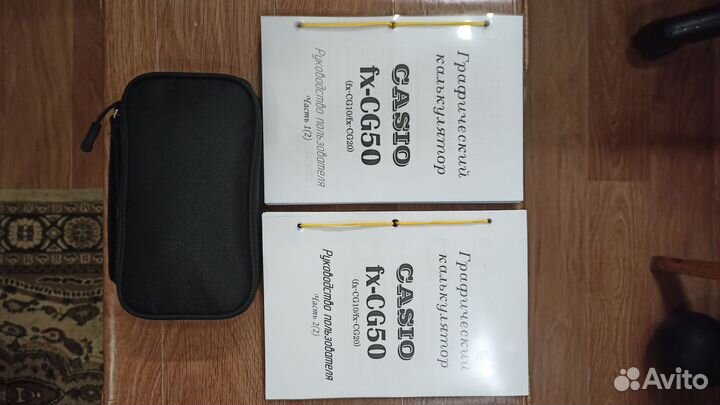 Графический
калькулятор
CASIO
fx-CG50
(fx-CG10/fx-CG20)
Руководство пользователя
Часть 1(2)
Графический
калькулятор
CASIO
fx-CG50
(fx-CG10/fx-CG20)
Руководство пользователя
Часть 2(2)
Avito